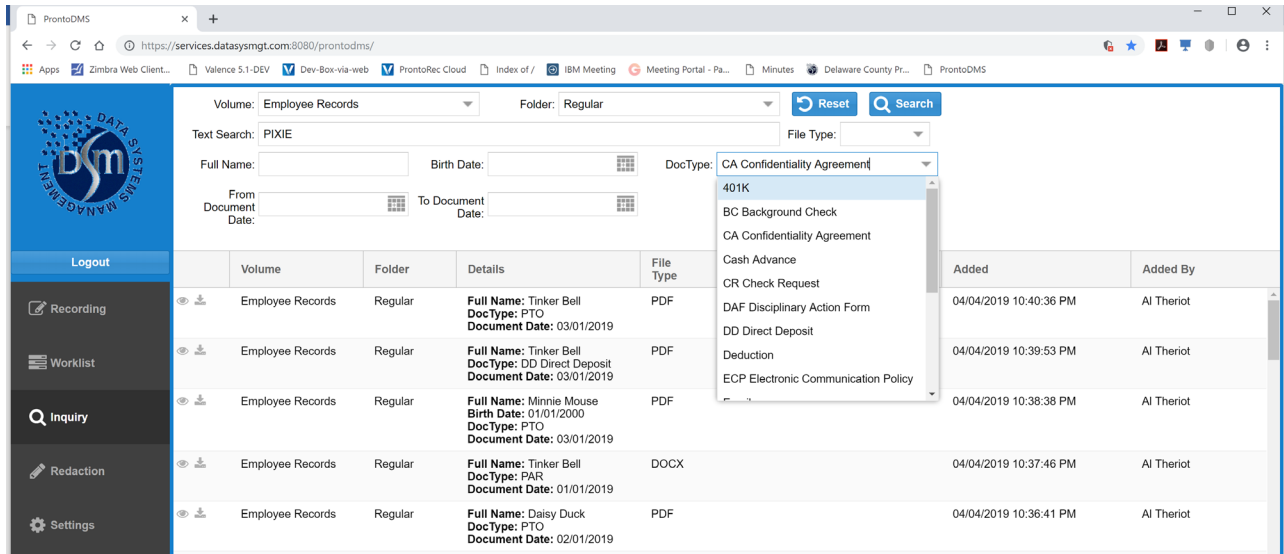 ProntoDMS
https://services.datasysmgt.com:8080/prontodms/
Apps Zimbra Web Client... Valence 5.1-DEV Dev-Box-via-web ProntoRec Cloud Index of / IBM Meeting Meeting Portal - Pa... Minutes Delaware County Pr... ProntoDMS
DATA SYSTEMS MANAGEMENT
DSM
Volume: Employee Records Folder: Regular Reset Search
Text Search: PIXIE File Type:
Full Name: Birth Date: DocType: CA Confidentiality Agreement
From Document Date: To Document Date:
401K
BC Background Check
CA Confidentiality Agreement
Cash Advance
CR Check Request
DAF Disciplinary Action Form
DD Direct Deposit
Deduction
ECP Electronic Communication Policy
Logout
Recording
Worklist
Inquiry
Redaction
Settings
Volume Folder Details File Type Added Added By
Employee Records Regular Full Name: Tinker Bell PDF 04/04/2019 10:40:36 PM Al Theriot
DocType: PTO
Document Date: 03/01/2019
Employee Records Regular Full Name: Tinker Bell PDF 04/04/2019 10:39:53 PM Al Theriot
DocType: DD Direct Deposit
Document Date: 03/01/2019
Employee Records Regular Full Name: Minnie Mouse PDF 04/04/2019 10:38:38 PM Al Theriot
Birth Date: 01/01/2000
DocType: PTO
Document Date: 03/01/2019
Employee Records Regular Full Name: Tinker Bell DOCX 04/04/2019 10:37:46 PM Al Theriot
DocType: PAR
Document Date: 01/01/2019
Employee Records Regular Full Name: Daisy Duck PDF 04/04/2019 10:36:41 PM Al Theriot
DocType: PTO
Document Date: 02/01/2019